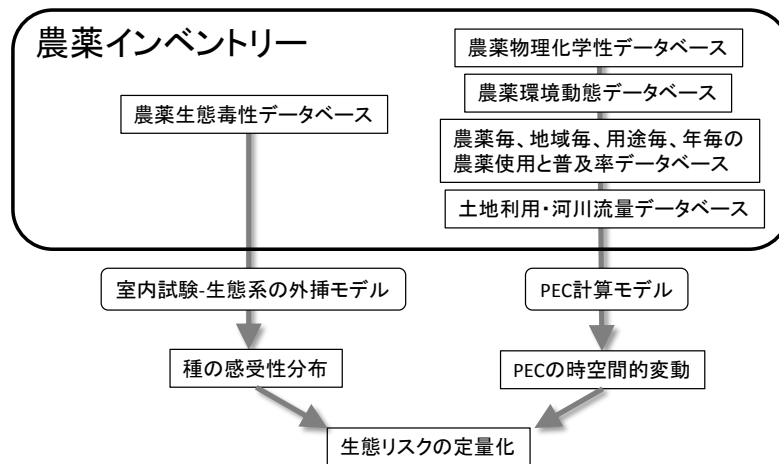 農薬インベントリー
農薬生態毒性データベース
農薬物理化学性データベース
農薬環境動態データベース
農薬毎、地域毎、用途毎、年毎の
農薬使用と普及率データベース
土地利用・河川流量データベース
室内試験-生態系の外挿モデル
PEC計算モデル
種の感受性分布
PECの時空間的変動
生態リスクの定量化